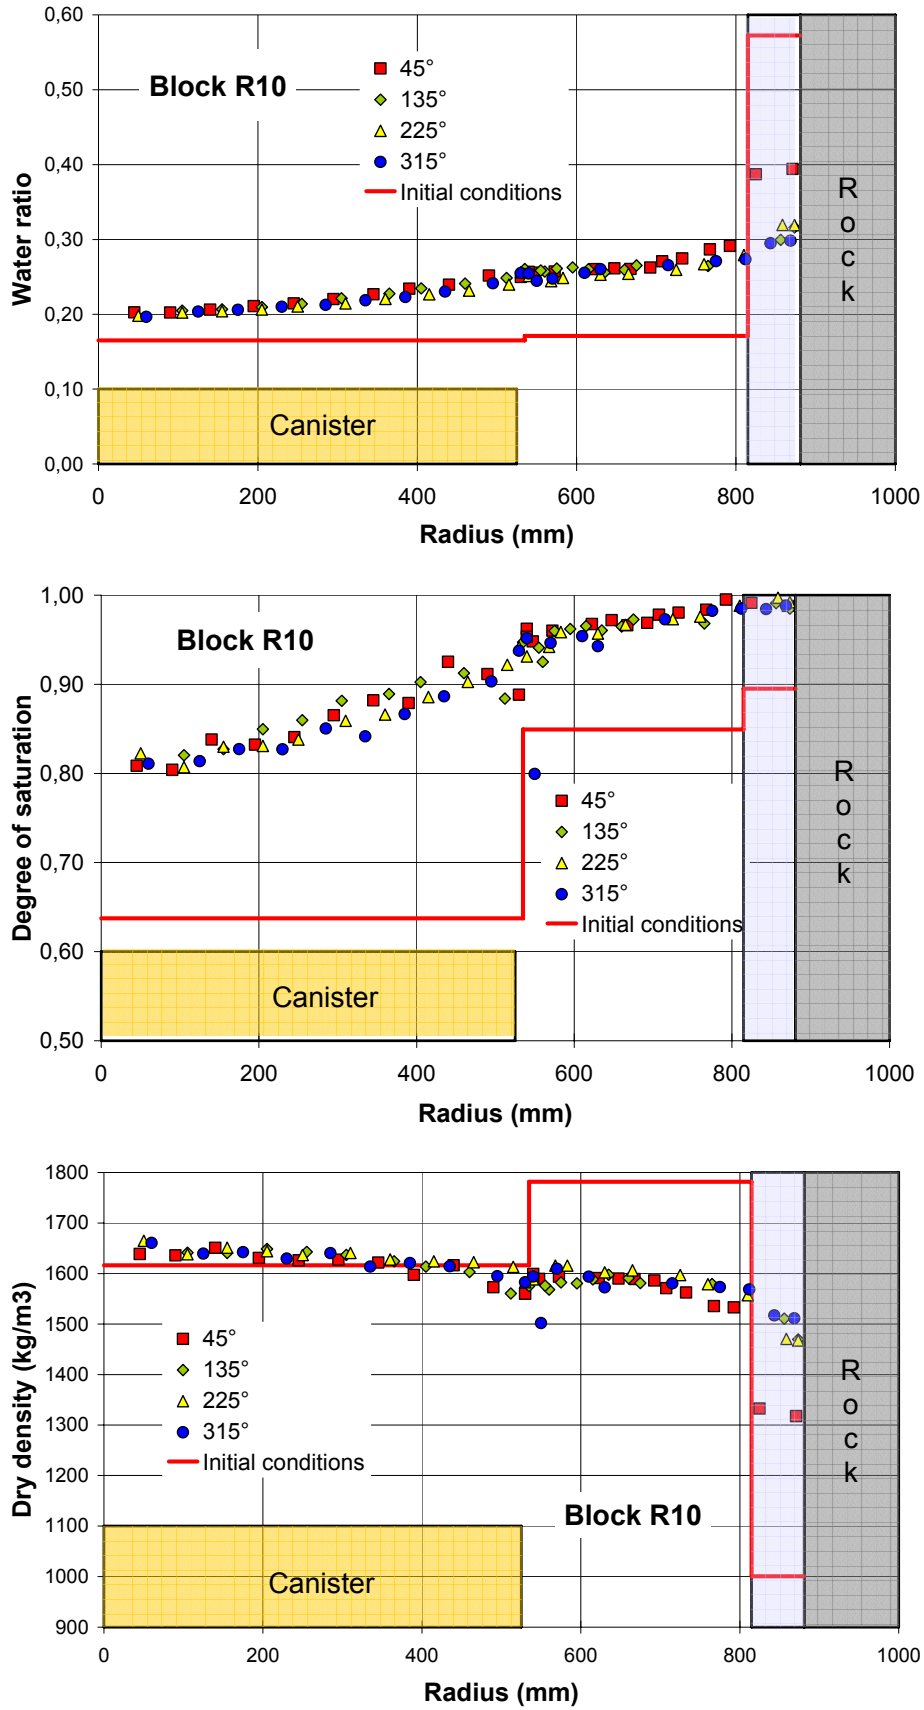 0,60
0,50
0,40
0,30
0,20
0,10
0,00
Water ratio
Block R10
45°
135°
225°
315°
Initial conditions
Canister
R
o
c
k
0 200 400 600 800 1000
Radius (mm)
1,00
0,90
0,80
0,70
0,60
0,50
Degree of saturation
Block R10
45°
135°
225°
315°
Initial conditions
Canister
R
o
c
k
0 200 400 600 800 1000
Radius (mm)
1800
1700
1600
1500
1400
1300
1200
1100
1000
900
Dry density (kg/m3)
45°
135°
225°
315°
Initial conditions
Block R10
Canister
R
o
c
k
0 200 400 600 800 1000
Radius (mm)